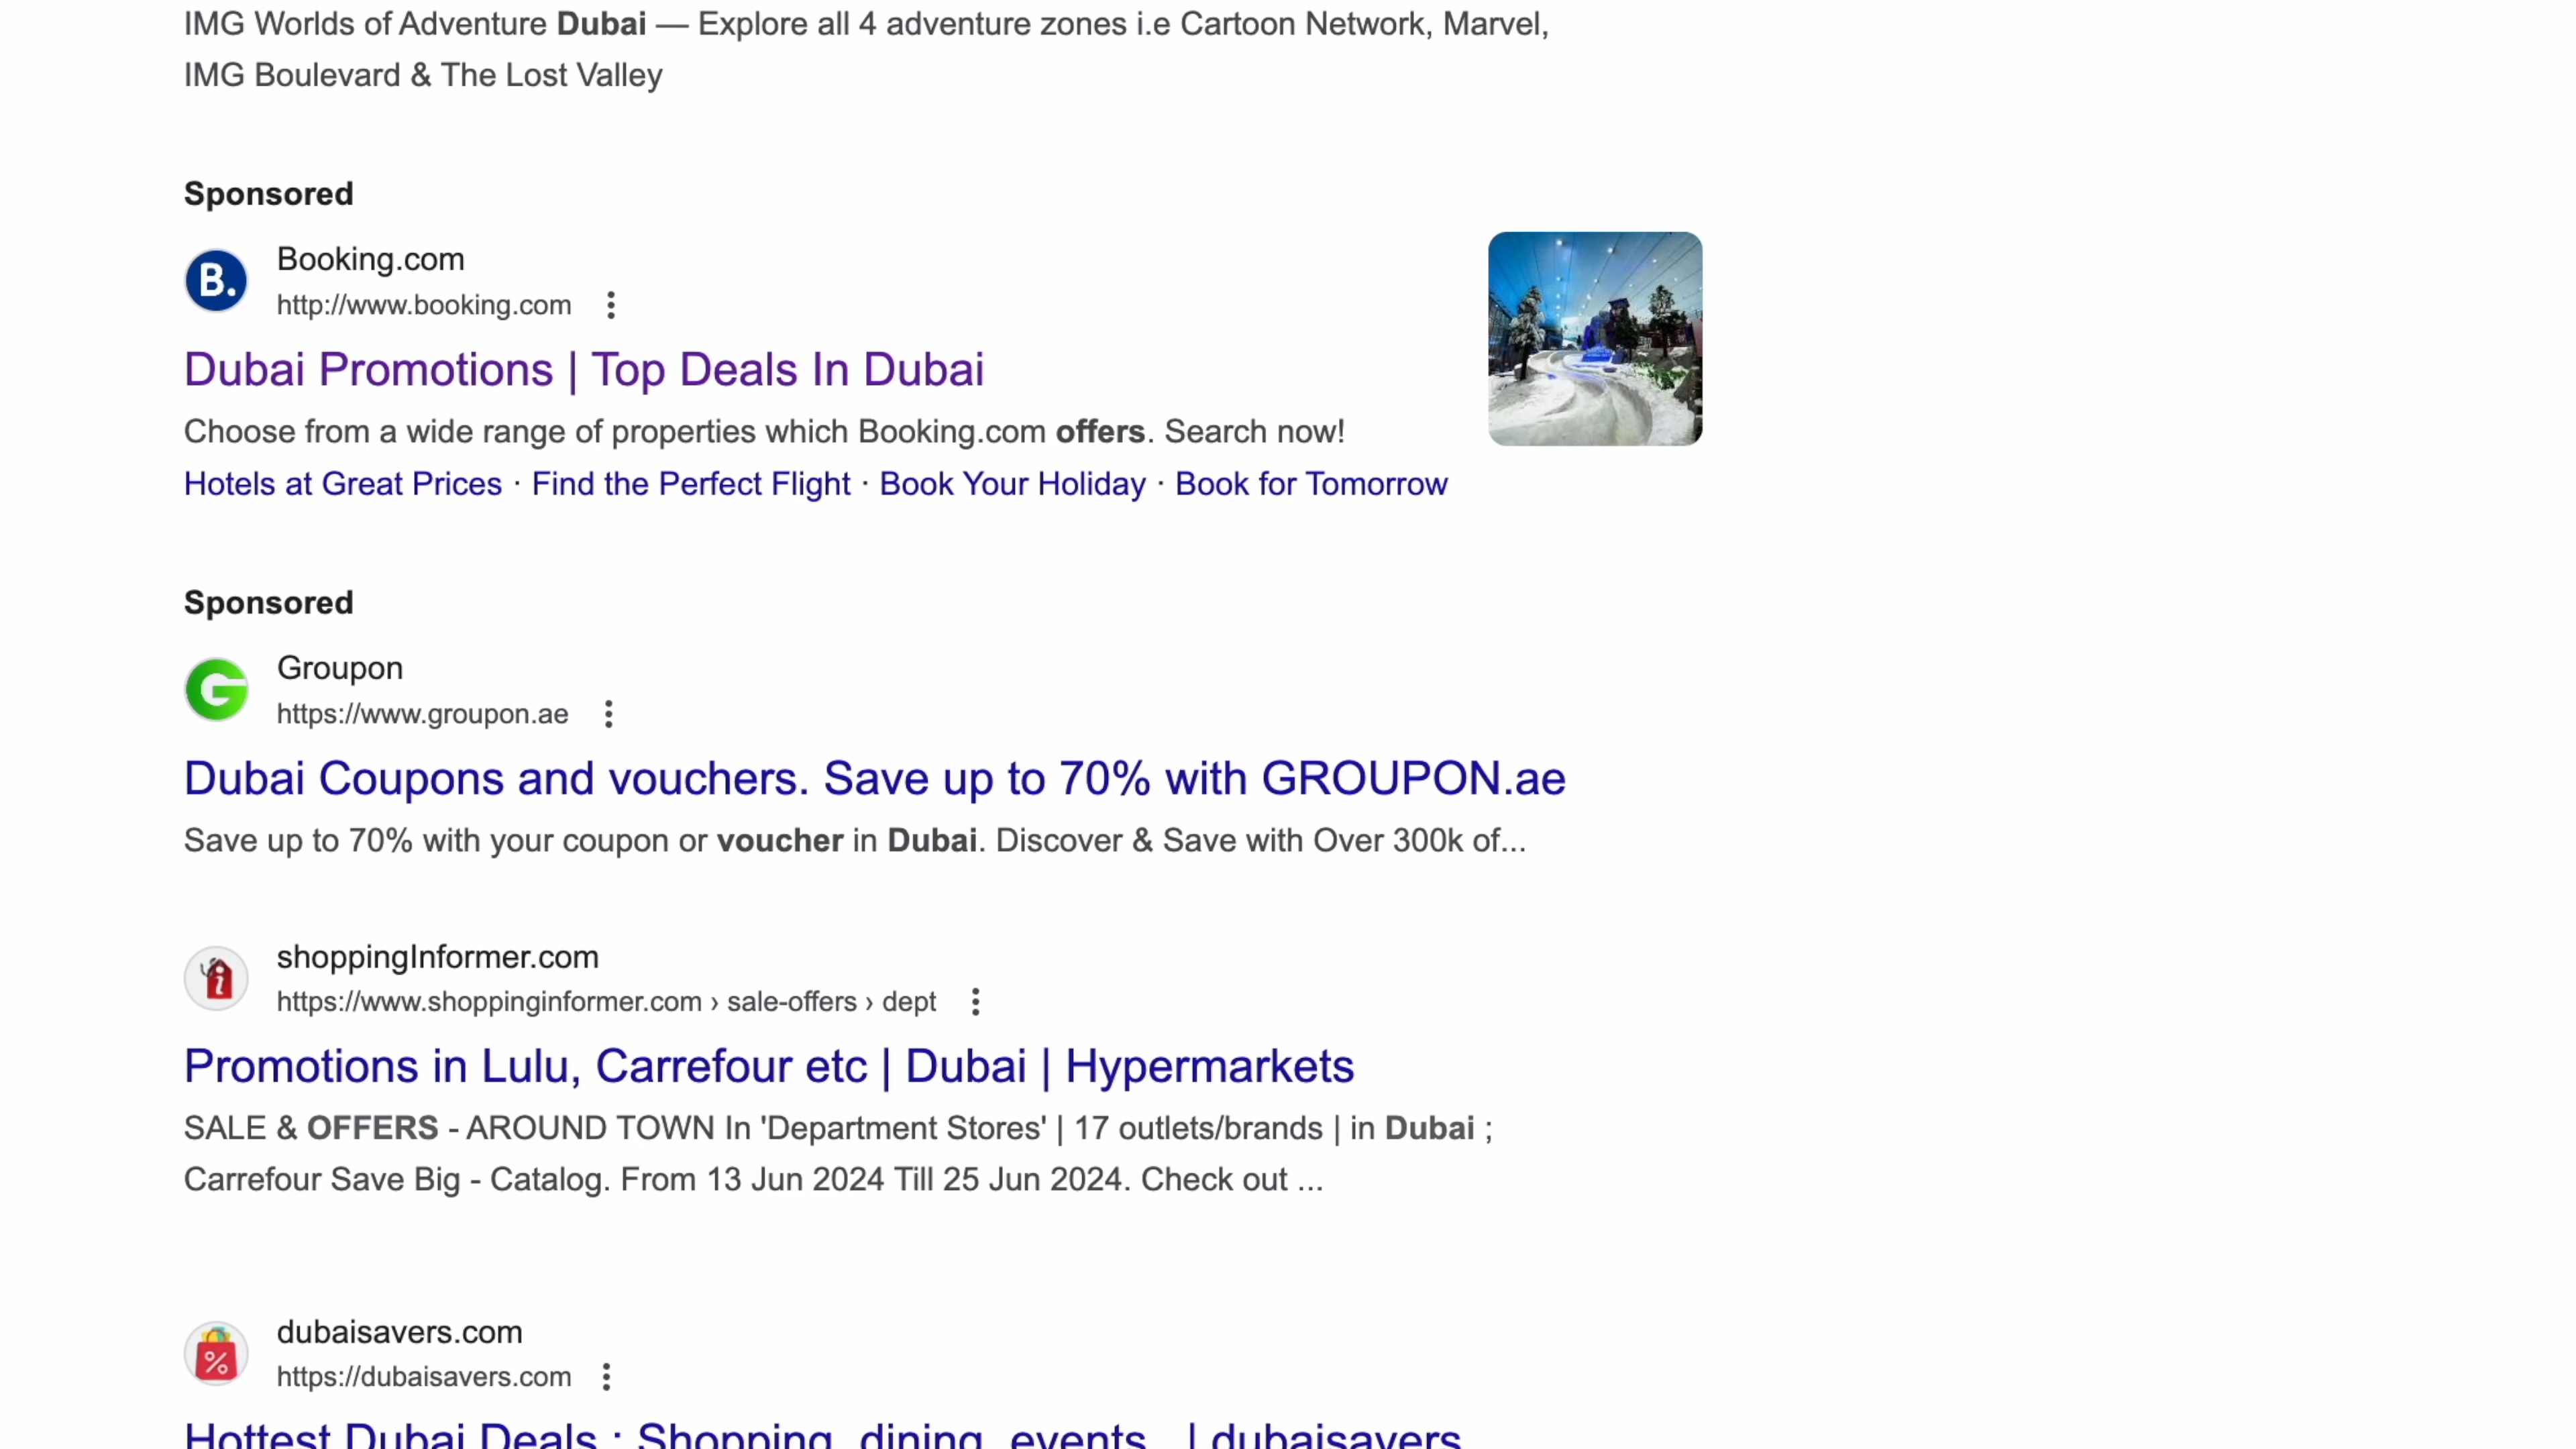 IMG Worlds of Adventure Dubai — Explore all 4 adventure zones i.e Cartoon Network, Marvel,
IMG Boulevard & The Lost Valley
Sponsored
B.
Booking.com
http://www.booking.com
Dubai Promotions | Top Deals In Dubai
Choose from a wide range of properties which Booking.com offers. Search now!
Hotels at Great Prices · Find the Perfect Flight · Book Your Holiday · Book for Tomorrow
Sponsored
G
Groupon
https://www.groupon.ae
Dubai Coupons and vouchers. Save up to 70% with GROUPON.ae
Save up to 70% with your coupon or voucher in Dubai. Discover & Save with Over 300k of...
i
shoppingInformer.com
https://www.shoppinginformer.com › sale-offers › dept
Promotions in Lulu, Carrefour etc | Dubai | Hypermarkets
SALE & OFFERS - AROUND TOWN In 'Department Stores' | 17 outlets/brands | in Dubai ;
Carrefour Save Big - Catalog. From 13 Jun 2024 Till 25 Jun 2024. Check out ...
%
dubaisavers.com
https://dubaisavers.com
Hottest Dubai Deals : Shopping, dining, events.. | dubaisavers